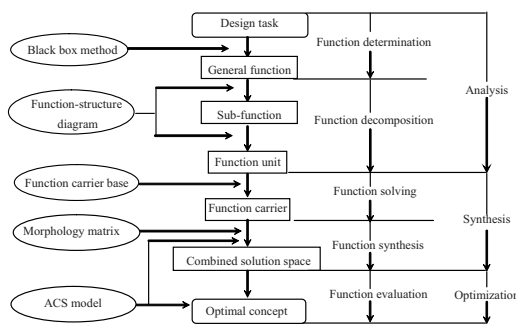 Design task
Black box method
Function determination
General function
Analysis
Function-structure
diagram
Sub-function
Function decomposition
Function unit
Function carrier base
Function solving
Function carrier
Synthesis
Morphology matrix
Function synthesis
Combined solution space
ACS model
Function evaluation
Optimization
Optimal concept